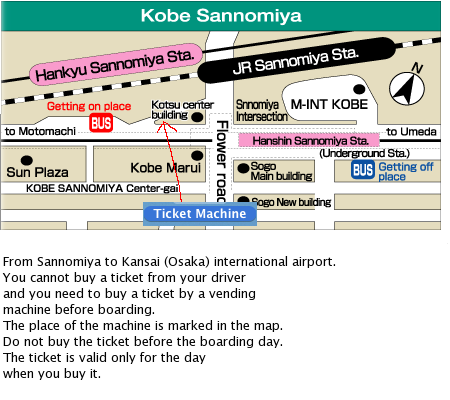 Kobe Sannomiya
Hankyu Sannomiya Sta.
JR Sannomiya Sta.
N
Getting on place
BUS
Kotsu center
building
Snnomiya
Intersection
M-INT KOBE
to Motomachi
Flower road
Hanshin Sannomiya Sta.
to Umeda
(Underground Sta.)
Sun Plaza
Kobe Marui
Sogo
Main building
BUS
Getting off
place
KOBE SANNOMIYA Center-gai
Sogo New building
Ticket Machine
From Sannomiya to Kansai (Osaka) international airport.
You cannot buy a ticket from your driver
and you need to buy a ticket by a vending
machine before boarding.
The place of the machine is marked in the map.
Do not buy the ticket before the boarding day.
The ticket is valid only for the day
when you buy it.